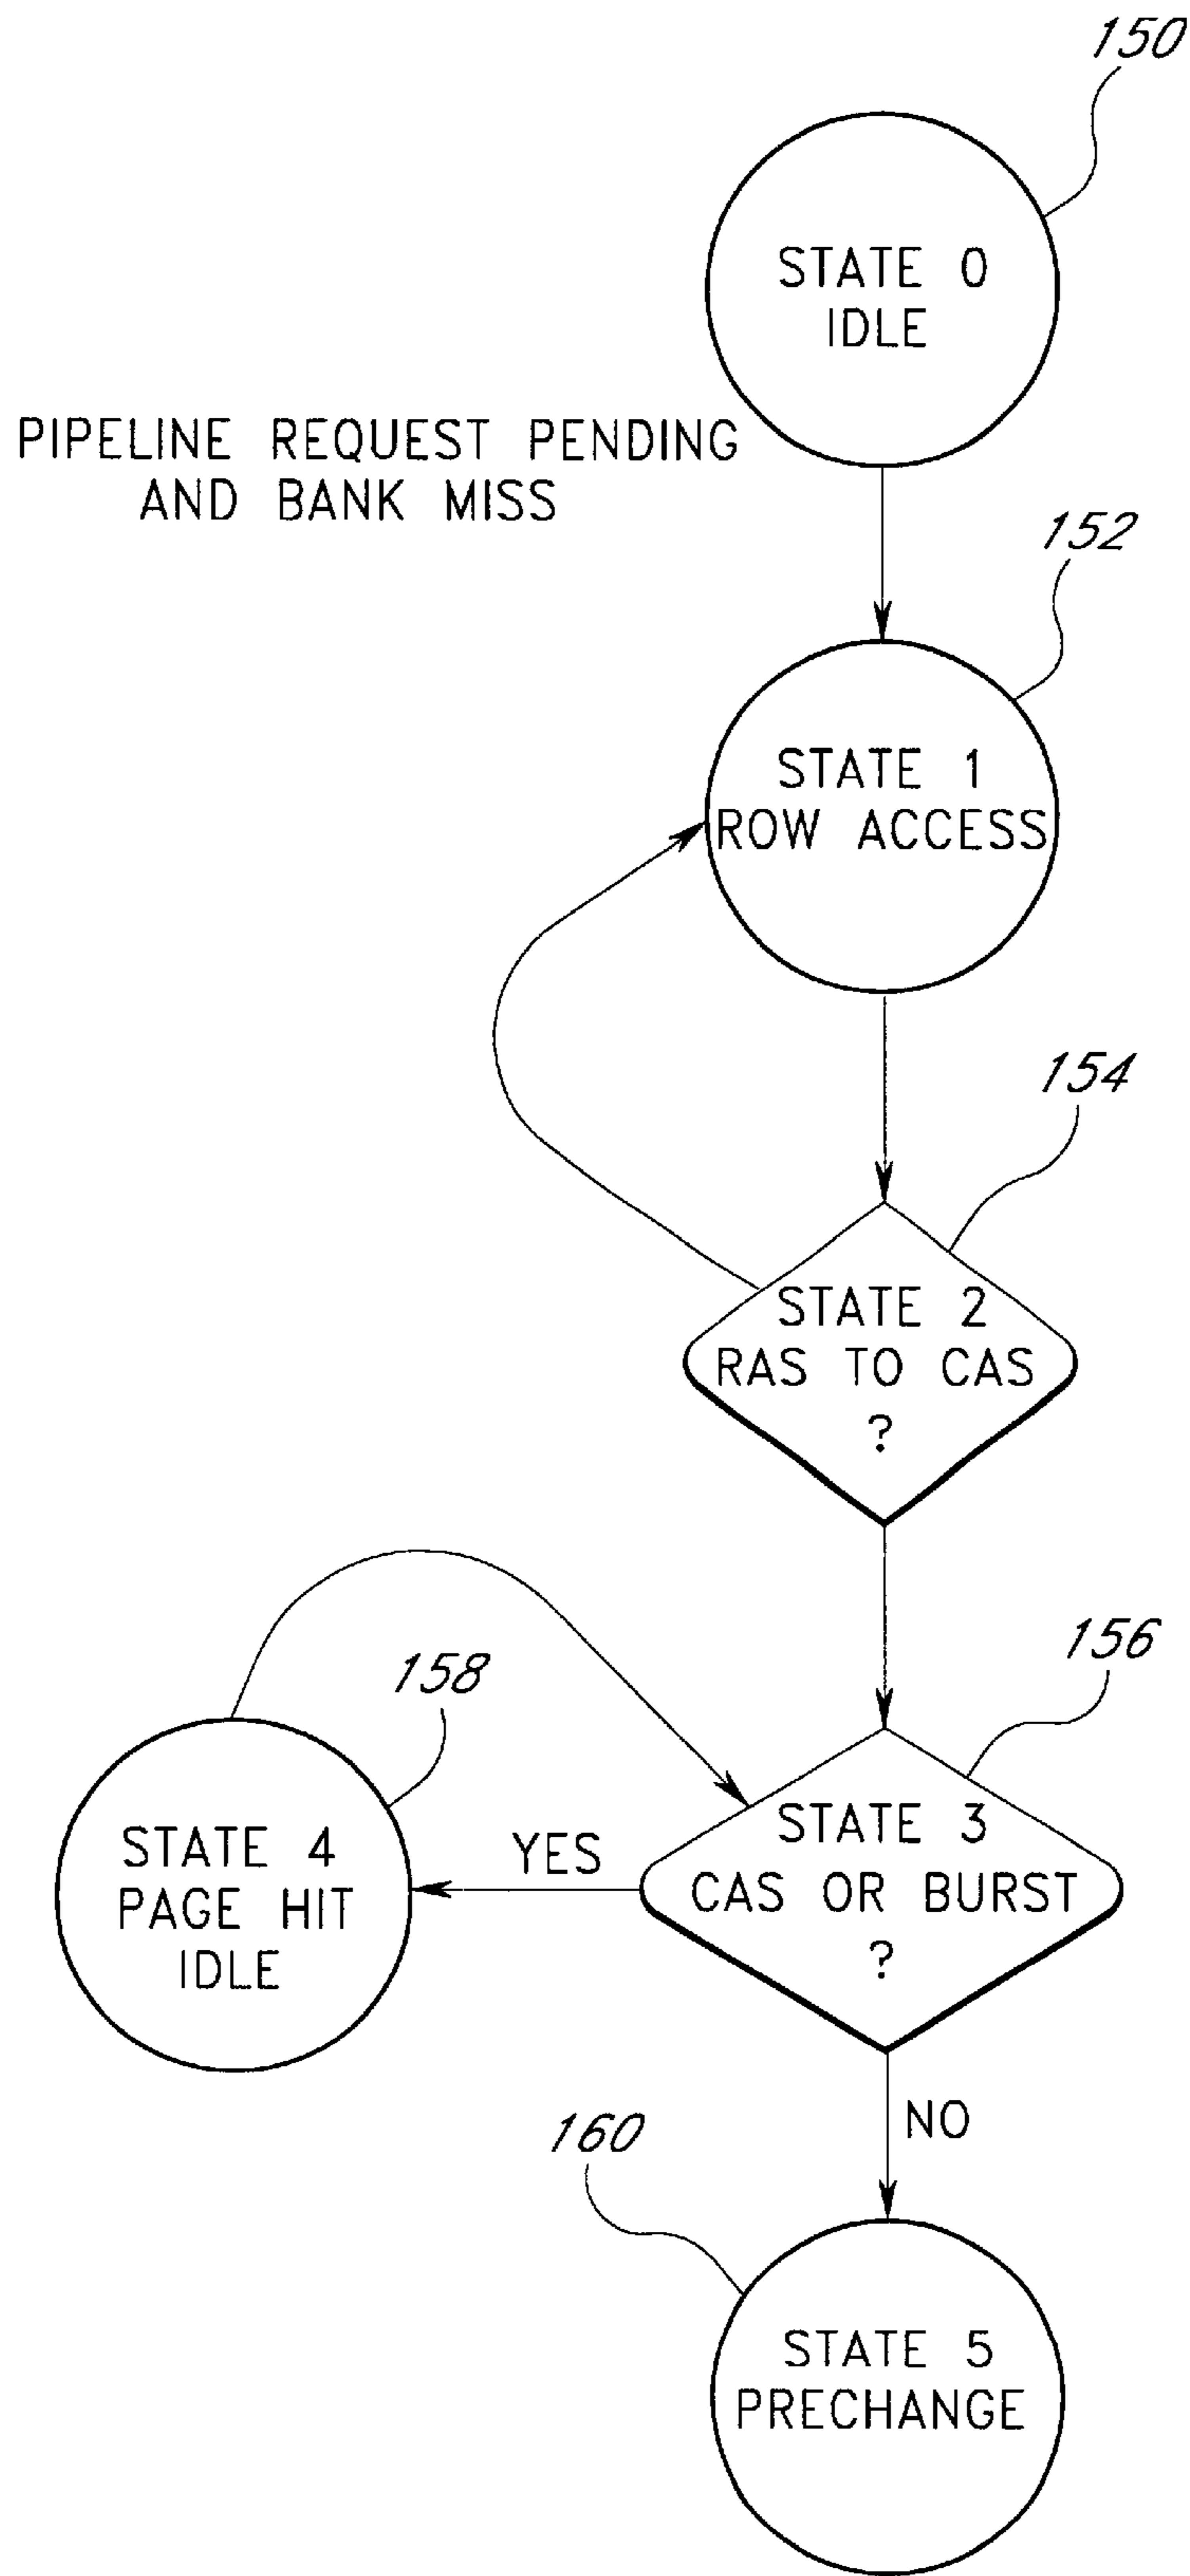 150
STATE 0
IDLE
PIPELINE REQUEST PENDING
AND BANK MISS
152
STATE 1
ROW ACCESS
154
STATE 2
RAS TO CAS
?
156
STATE 3
CAS OR BURST
?
158
YES
STATE 4
PAGE HIT
IDLE
NO
160
STATE 5
PRECHANGE